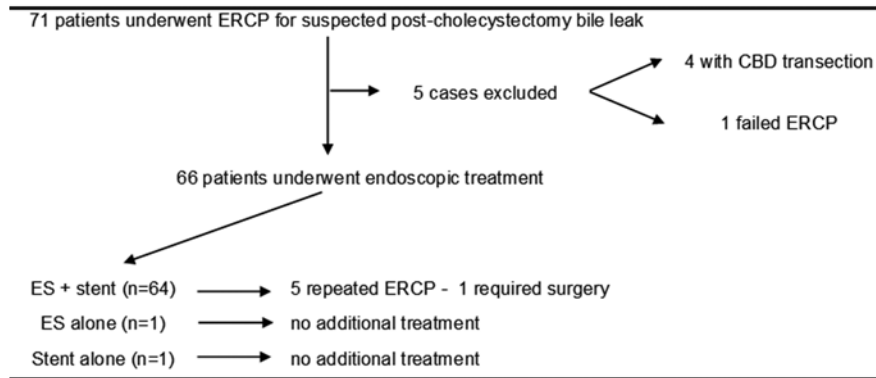 71 patients underwent ERCP for suspected post-cholecystectomy bile leak
4 with CBD transection
5 cases excluded
1 failed ERCP
66 patients underwent endoscopic treatment
ES + stent (n=64) 5 repeated ERCP - 1 required surgery
ES alone (n=1) no additional treatment
Stent alone (n=1) no additional treatment